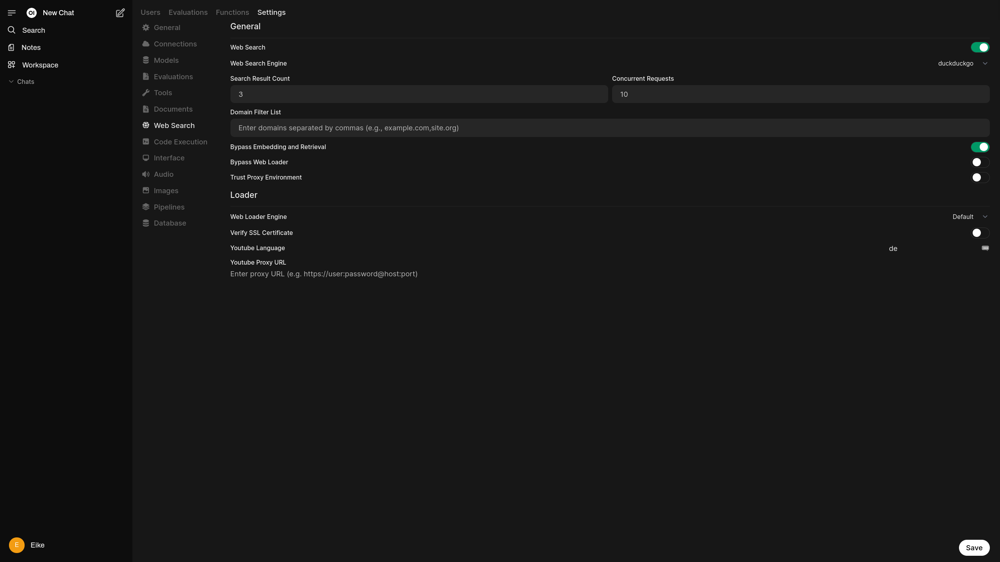 New Chat
Search
Notes
Workspace
Chats
E
Eike
Users Evaluations Functions Settings
General
Connections
Models
Evaluations
Tools
Documents
Web Search
Code Execution
Interface
Audio
Images
Pipelines
Database
General
Web Search
Web Search Engine duckduckgo
Search Result Count Concurrent Requests
3 10
Domain Filter List
Enter domains separated by commas (e.g., example.com,site.org)
Bypass Embedding and Retrieval
Bypass Web Loader
Trust Proxy Environment
Loader
Web Loader Engine Default
Verify SSL Certificate
Youtube Language de
Youtube Proxy URL
Enter proxy URL (e.g. https://user:password@host:port)
Save